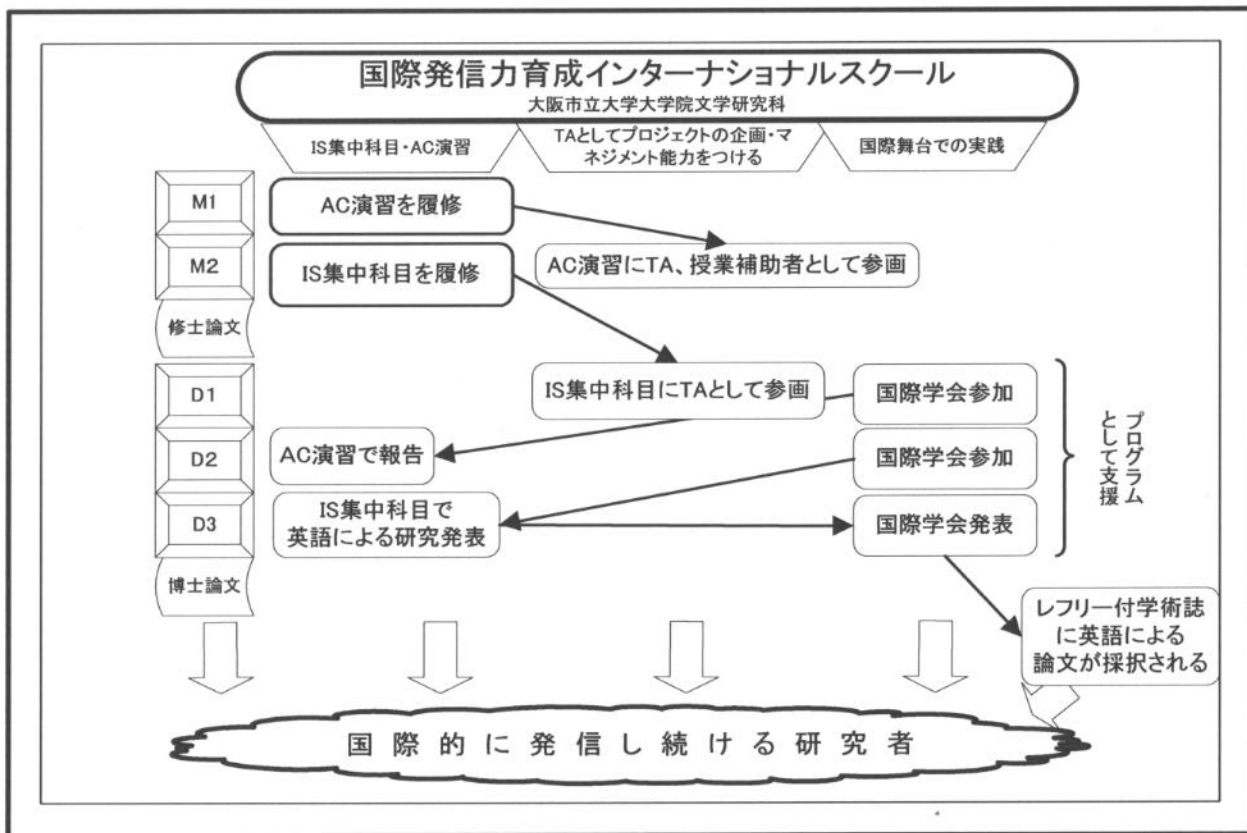 国際発信力育成インターナショナルスクール
大阪市立大学大学院文学研究科
IS集中科目・AC演習
TAとしてプロジェクトの企画・マ
ネジメント能力をつける
国際舞台での実践
M1
AC演習を履修
M2
IS集中科目を履修
AC演習にTA、授業補助者として参画
修士論文
D1
IS集中科目にTAとして参画
国際学会参加
D2
AC演習で報告
国際学会参加
D3
IS集中科目で
英語による研究発表
国際学会発表
プログラム
として支援
博士論文
レフリー付学術誌
に英語による
論文が採択される
国際的に発信し続ける研究者